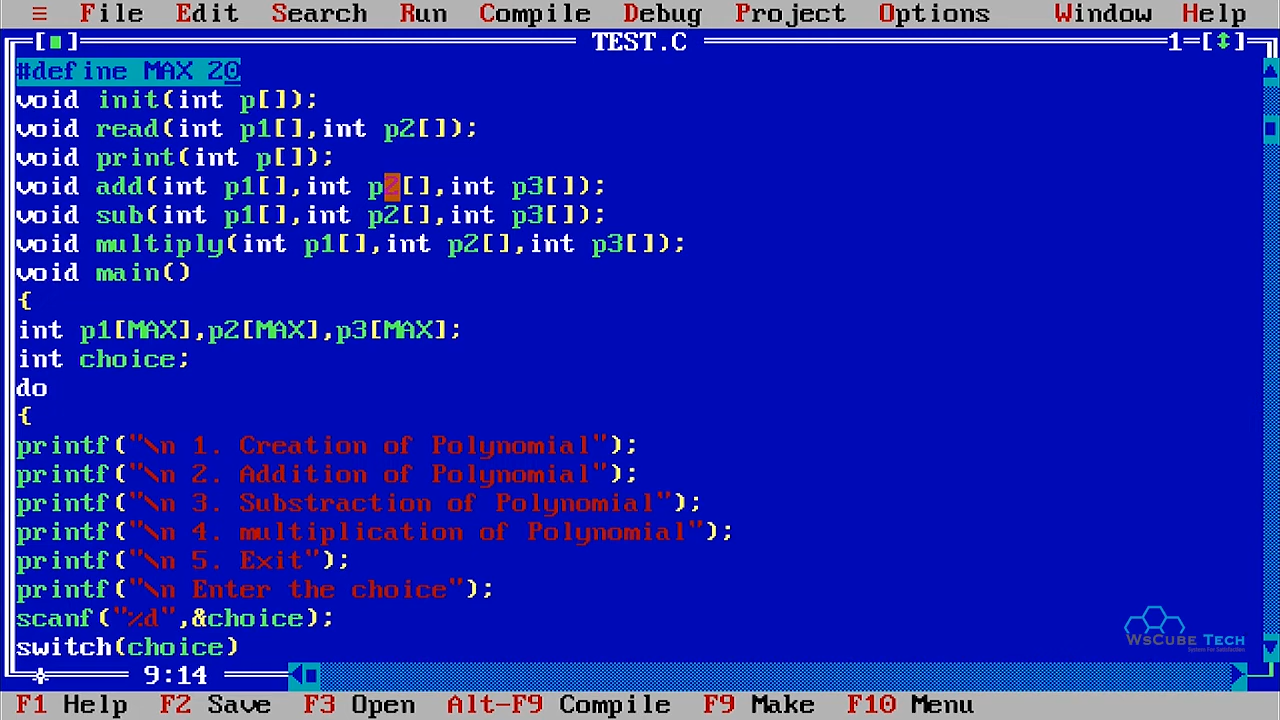 ≡ File Edit Search Run Compile Debug Project Options Window Help
[■] TEST.C 1=[↕]
#define MAX 20
void init(int p[]);
void read(int p1[],int p2[]);
void print(int p[]);
void add(int p1[],int p2[],int p3[]);
void sub(int p1[],int p2[],int p3[]);
void multiply(int p1[],int p2[],int p3[]);
void main()
{
int p1[MAX],p2[MAX],p3[MAX];
int choice;
do
{
printf("\n 1. Creation of Polynomial");
printf("\n 2. Addition of Polynomial");
printf("\n 3. Substraction of Polynomial");
printf("\n 4. multiplication of Polynomial");
printf("\n 5. Exit");
printf("\n Enter the choice");
scanf("%d",&choice);
switch(choice)
WsCube Tech
System For Satisfaction
9:14
F1 Help F2 Save F3 Open Alt-F9 Compile F9 Make F10 Menu